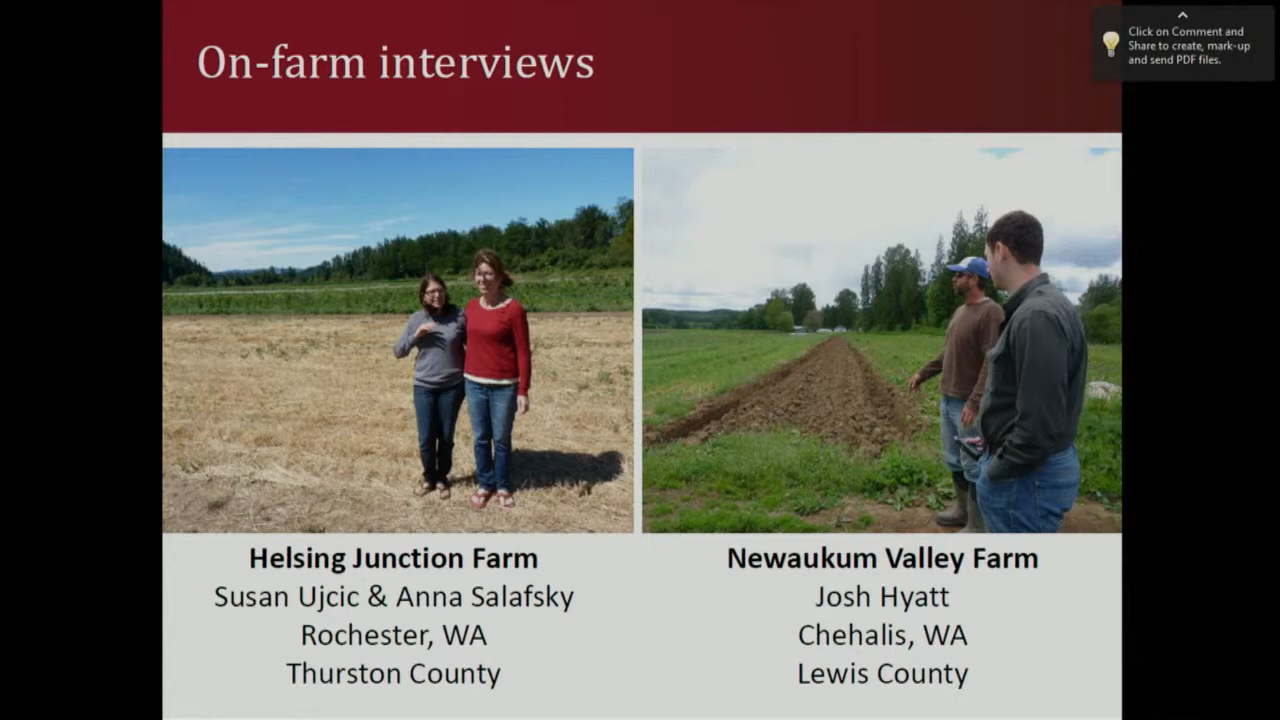 On-farm interviews
Click on Comment and
Share to create, mark-up
and send PDF files.
Helsing Junction Farm
Susan Ujcic & Anna Salafsky
Rochester, WA
Thurston County
Newaukum Valley Farm
Josh Hyatt
Chehalis, WA
Lewis County